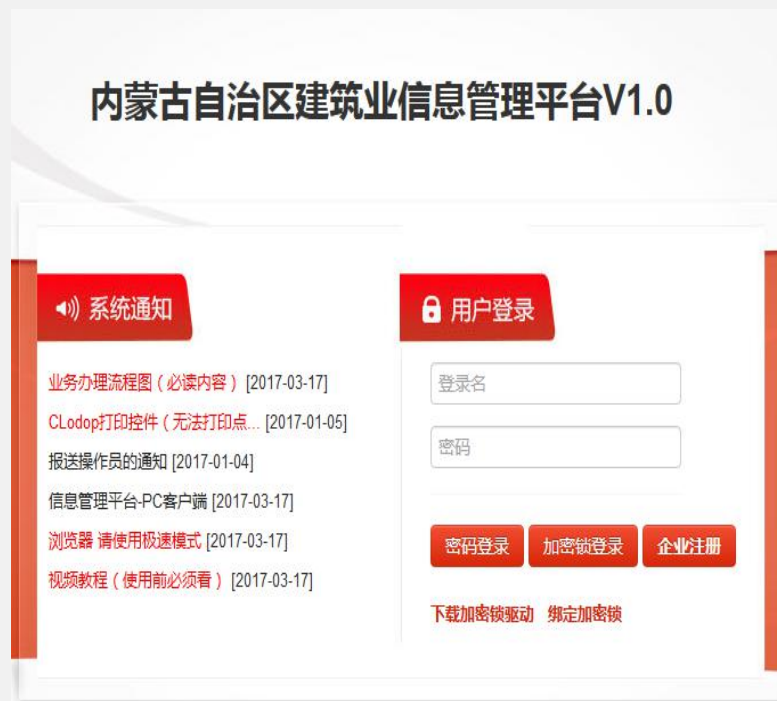 内蒙古自治区建筑业信息管理平台V1.0
系统通知
业务办理流程图（必读内容） [2017-03-17]
CLodop打印控件（无法打印点... [2017-01-05]
报送操作员的通知 [2017-01-04]
信息管理平台-PC客户端 [2017-03-17]
浏览器 请使用极速模式 [2017-03-17]
视频教程（使用前必须看） [2017-03-17]
用户登录
登录名
密码
密码登录 加密锁登录 企业注册
下载加密锁驱动 绑定加密锁